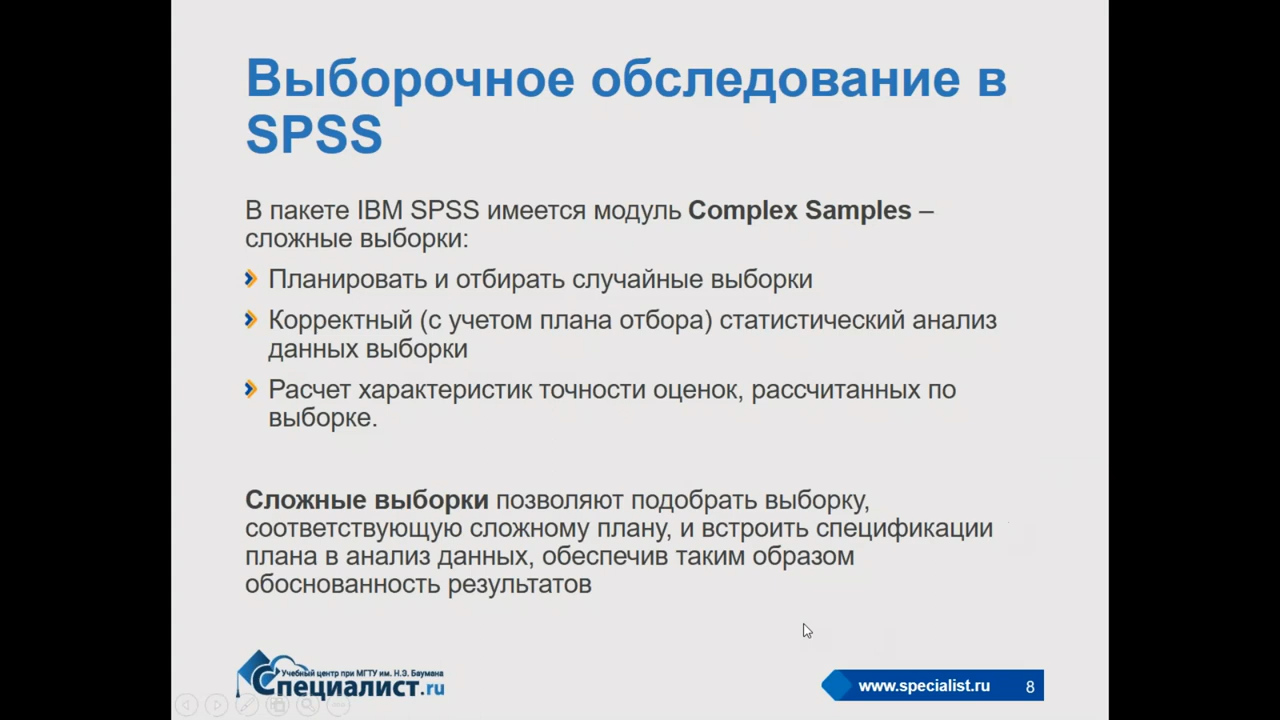 Выборочное обследование в
SPSS
В пакете IBM SPSS имеется модуль Complex Samples –
сложные выборки:
Планировать и отбирать случайные выборки
Корректный (с учетом плана отбора) статистический анализ
данных выборки
Расчет характеристик точности оценок, рассчитанных по
выборке.
Сложные выборки позволяют подобрать выборку,
соответствующую сложному плану, и встроить спецификации
плана в анализ данных, обеспечив таким образом
обоснованность результатов
Учебный центр при МГТУ им. Н.Э. Баумана
Специалист.ru
www.specialist.ru 8